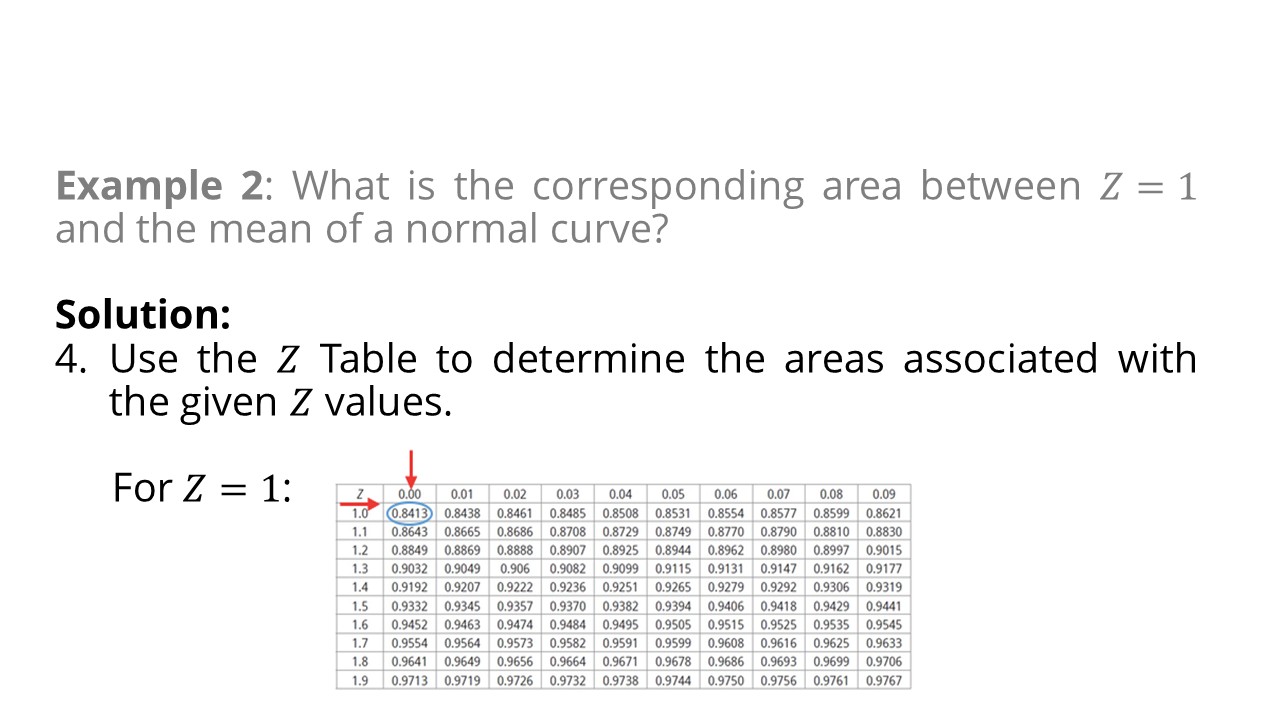 Example 2: What is the corresponding area between Z = 1
and the mean of a normal curve?
Solution:
4. Use the Z Table to determine the areas associated with
the given Z values.
For Z = 1:
Z 0.00 0.01 0.02 0.03 0.04 0.05 0.06 0.07 0.08 0.09
1.0 0.8413 0.8438 0.8461 0.8485 0.8508 0.8531 0.8554 0.8577 0.8599 0.8621
1.1 0.8643 0.8665 0.8686 0.8708 0.8729 0.8749 0.8770 0.8790 0.8810 0.8830
1.2 0.8849 0.8869 0.8888 0.8907 0.8925 0.8944 0.8962 0.8980 0.8997 0.9015
1.3 0.9032 0.9049 0.906 0.9082 0.9099 0.9115 0.9131 0.9147 0.9162 0.9177
1.4 0.9192 0.9207 0.9222 0.9236 0.9251 0.9265 0.9279 0.9292 0.9306 0.9319
1.5 0.9332 0.9345 0.9357 0.9370 0.9382 0.9394 0.9406 0.9418 0.9429 0.9441
1.6 0.9452 0.9463 0.9474 0.9484 0.9495 0.9505 0.9515 0.9525 0.9535 0.9545
1.7 0.9554 0.9564 0.9573 0.9582 0.9591 0.9599 0.9608 0.9616 0.9625 0.9633
1.8 0.9641 0.9649 0.9656 0.9664 0.9671 0.9678 0.9686 0.9693 0.9699 0.9706
1.9 0.9713 0.9719 0.9726 0.9732 0.9738 0.9744 0.9750 0.9756 0.9761 0.9767